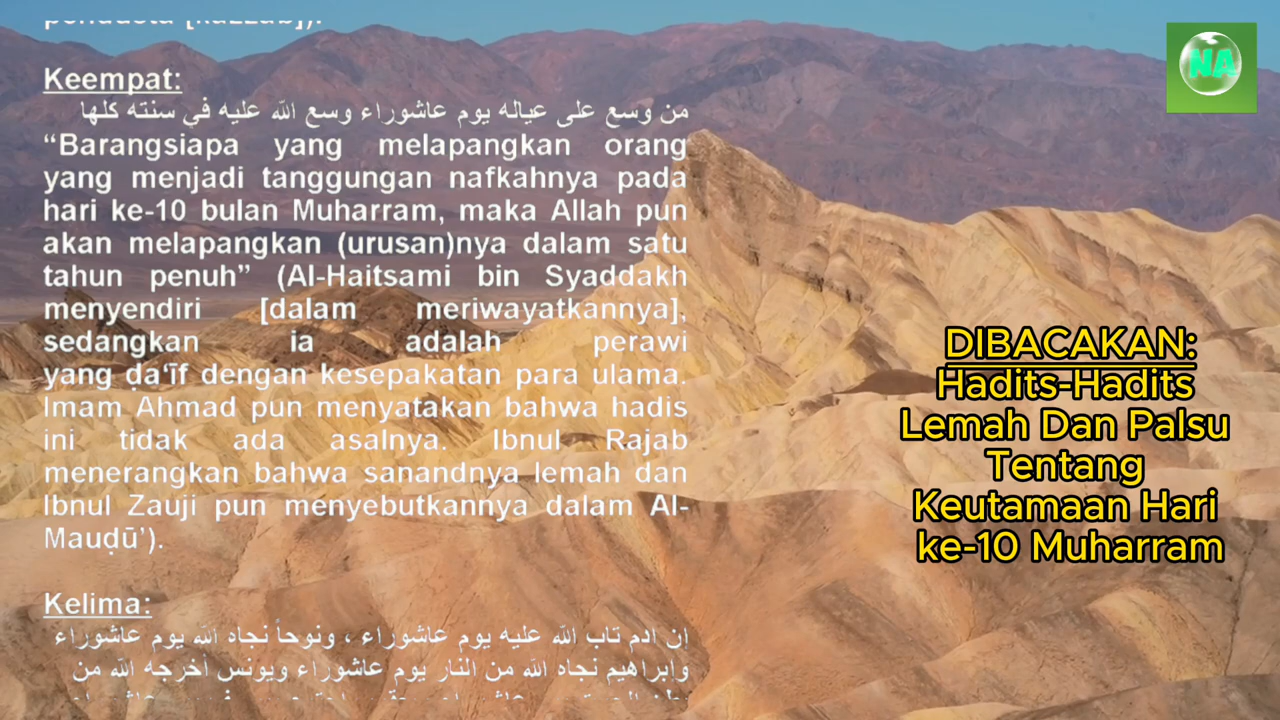 pendusta [kazzab]).
Keempat:
من وسع على عياله يوم عاشوراء وسع الله عليه في سنته كلها
“Barangsiapa yang melapangkan orang
yang menjadi tanggungan nafkahnya pada
hari ke-10 bulan Muharram, maka Allah pun
akan melapangkan (urusan)nya dalam satu
tahun penuh” (Al-Haitsami bin Syaddakh
menyendiri [dalam meriwayatkannya],
sedangkan ia adalah perawi
yang ḍa‘īf dengan kesepakatan para ulama.
Imam Ahmad pun menyatakan bahwa hadis
ini tidak ada asalnya. Ibnul Rajab
menerangkan bahwa sanandnya lemah dan
Ibnul Zauji pun menyebutkannya dalam Al-
Mauḍū’).
Kelima:
إن آدم تاب الله عليه يوم عاشوراء ، ونوحاً نجاه الله يوم عاشوراء
وإبراهيم نجاه الله من النار يوم عاشوراء ويونس أخرجه الله من
NA
DIBACAKAN:
Hadits-Hadits
Lemah Dan Palsu
Tentang
Keutamaan Hari
ke-10 Muharram